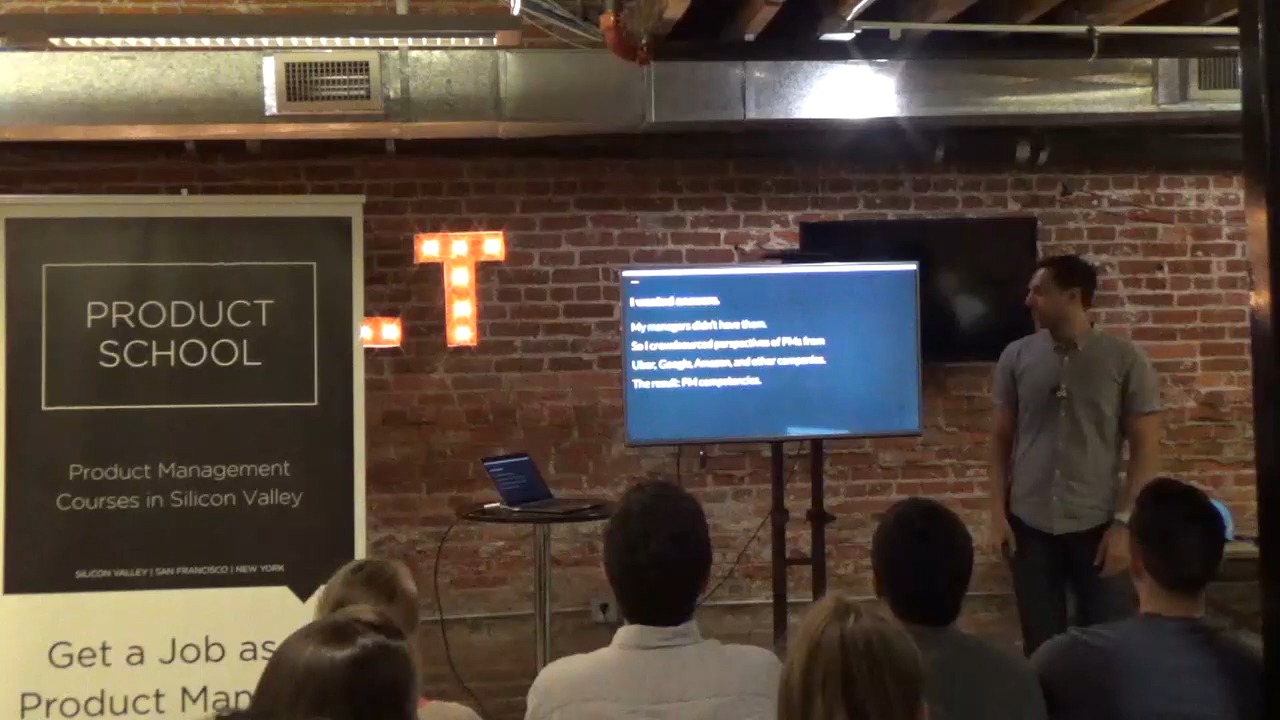 PRODUCT
SCHOOL
Product Management
Courses in Silicon Valley
SILICON VALLEY | SAN FRANCISCO | NEW YORK
Get a Job as
Product Man
T
I wanted answers.
My managers didn't have them.
So I crowdsourced perspectives of PMs from
Uber, Google, Amazon, and other companies.
The result: PM competencies.